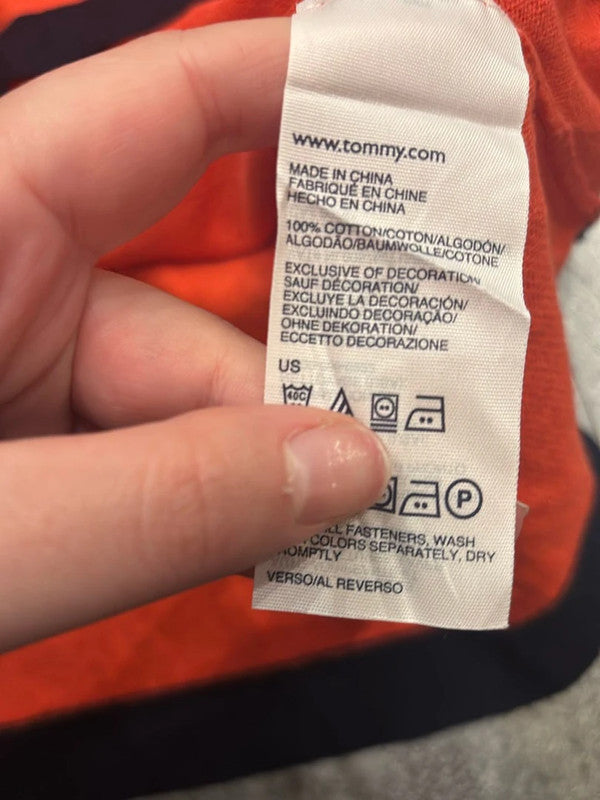 www.tommy.com
MADE IN CHINA
FABRIQUÉ EN CHINE
HECHO EN CHINA
100% COTTON/COTON/ALGODÓN/
ALGODÃO/BAUMWOLLE/COTONE
EXCLUSIVE OF DECORATION/
SAUF DÉCORATION/
EXCLUYE LA DECORACIÓN/
EXCLUINDO DECORAÇÃO/
OHNE DEKORATION/
ECCETTO DECORAZIONE
US
40C
P
FASTENERS, WASH
COLORS SEPARATELY, DRY
VERSO/AL REVERSO